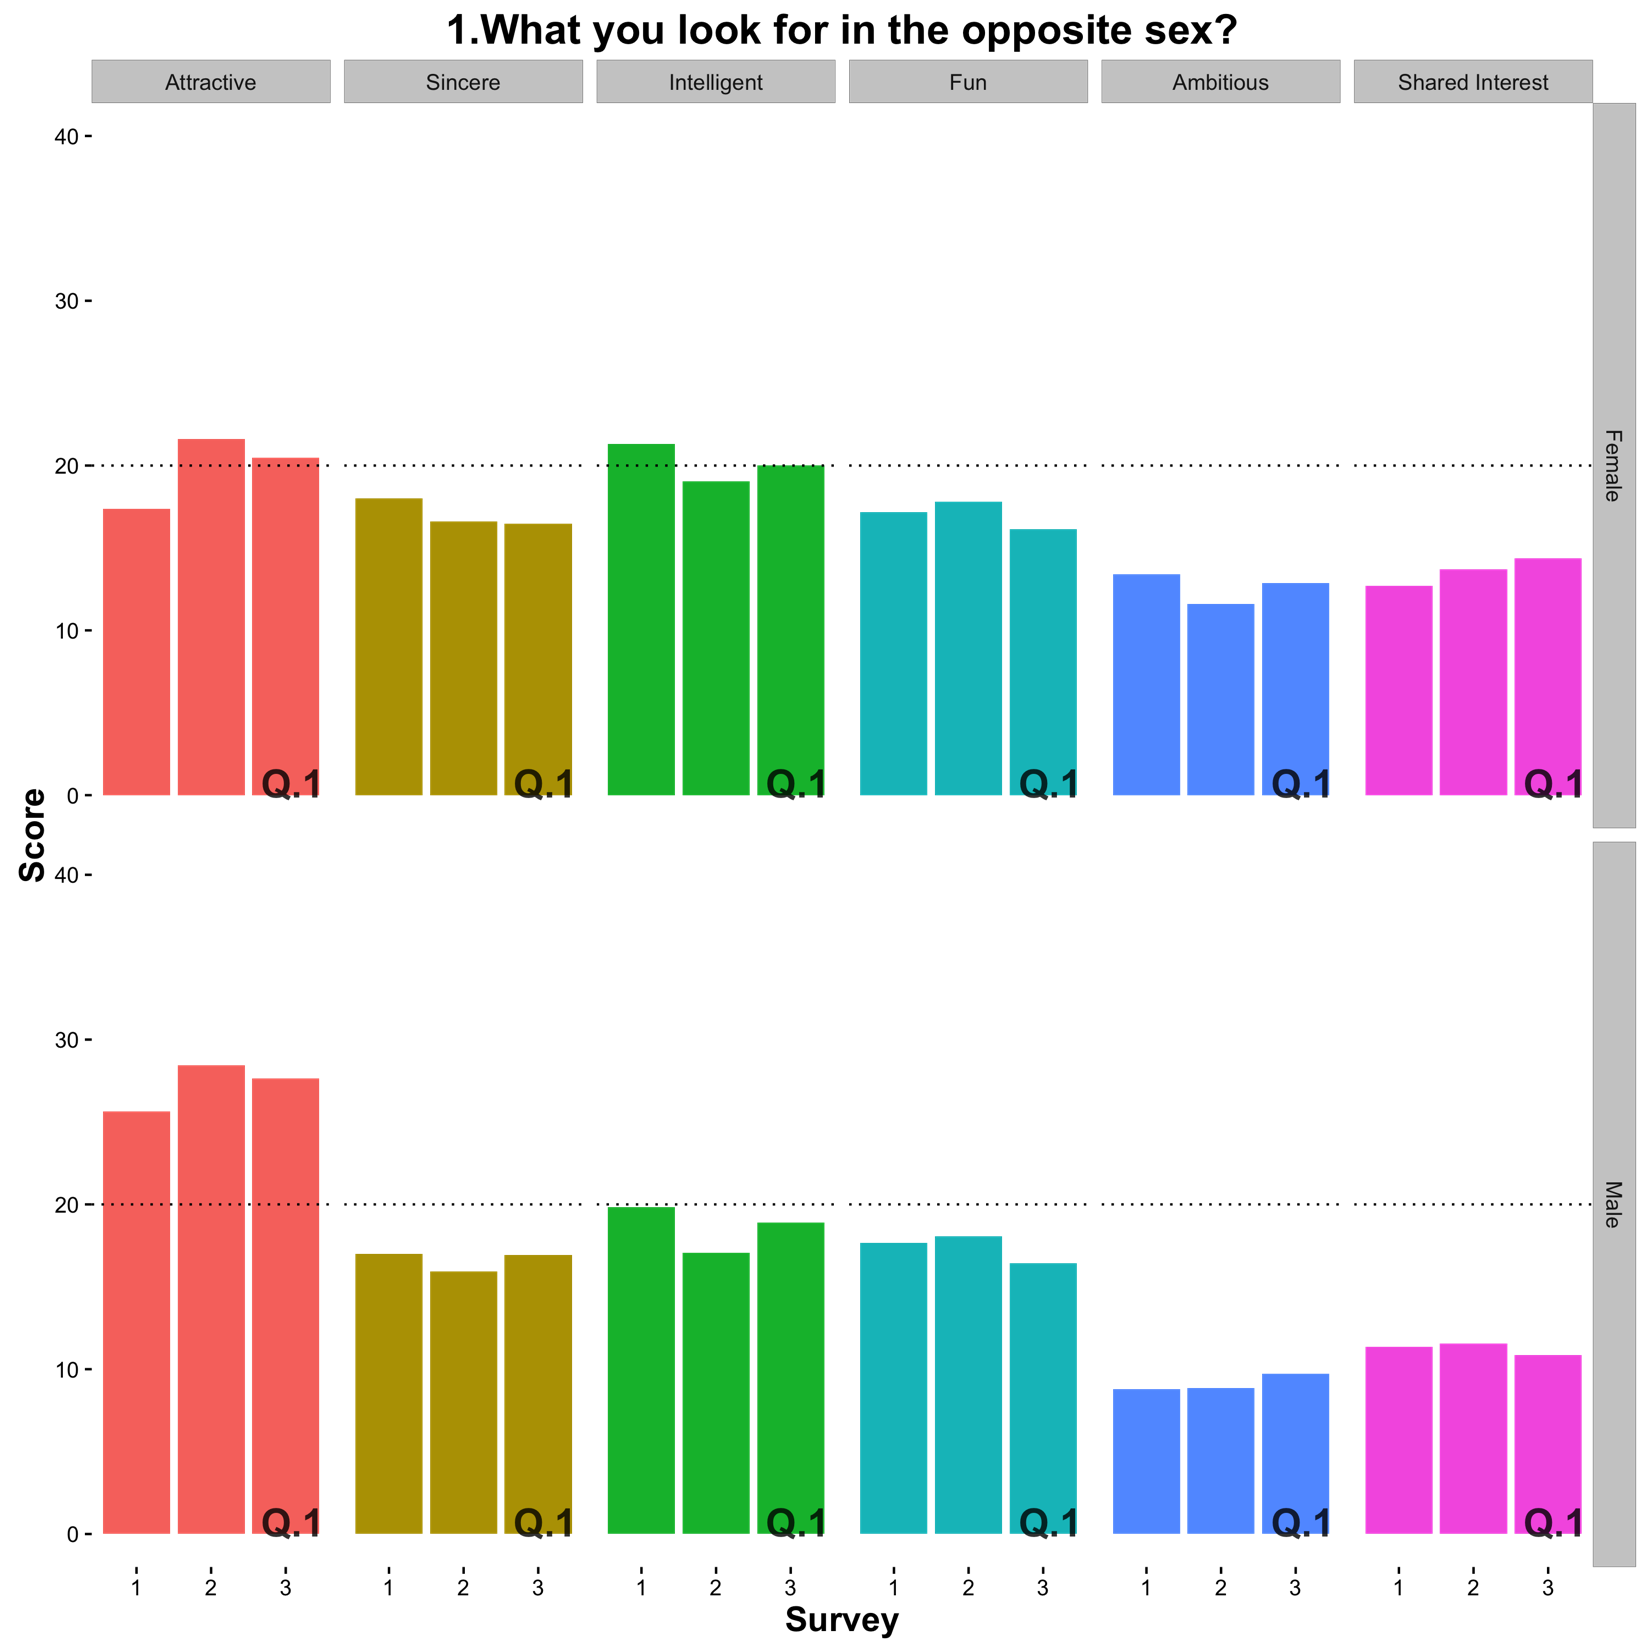 1.What you look for in the opposite sex?
Attractive Sincere Intelligent Fun Ambitious Shared Interest
Score
40
30
20
10
0
Q.1 Q.1 Q.1 Q.1 Q.1 Q.1
Female
40
30
20
10
0
Q.1 Q.1 Q.1 Q.1 Q.1 Q.1
Male
1 2 3 1 2 3 1 2 3 1 2 3 1 2 3 1 2 3
Survey